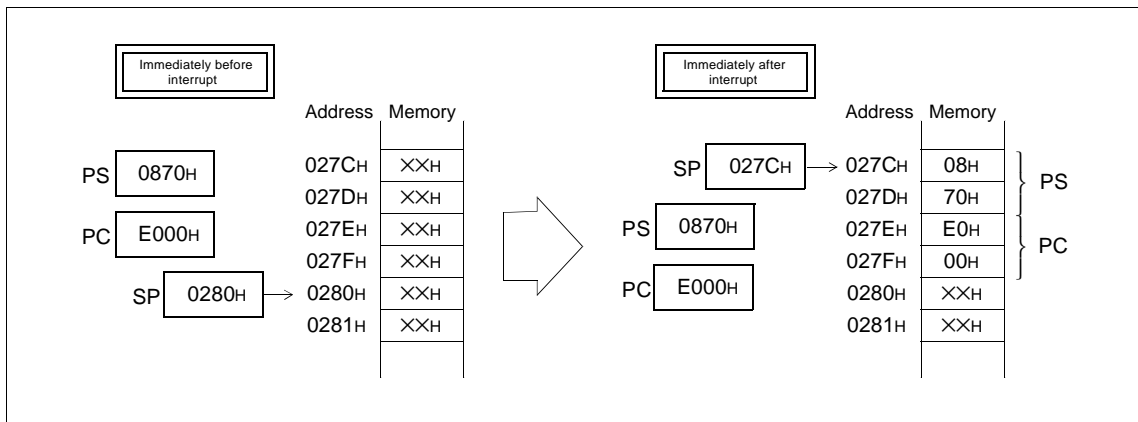 Immediately before
interrupt
Address Memory
PS 0870H
PC E000H
SP 0280H
027CH ××H
027DH ××H
027EH ××H
027FH ××H
0280H ××H
0281H ××H
Immediately after
interrupt
Address Memory
SP 027CH
PS 0870H
PC E000H
027CH 08H
027DH 70H
027EH E0H
027FH 00H
0280H ××H
0281H ××H
PS
PC